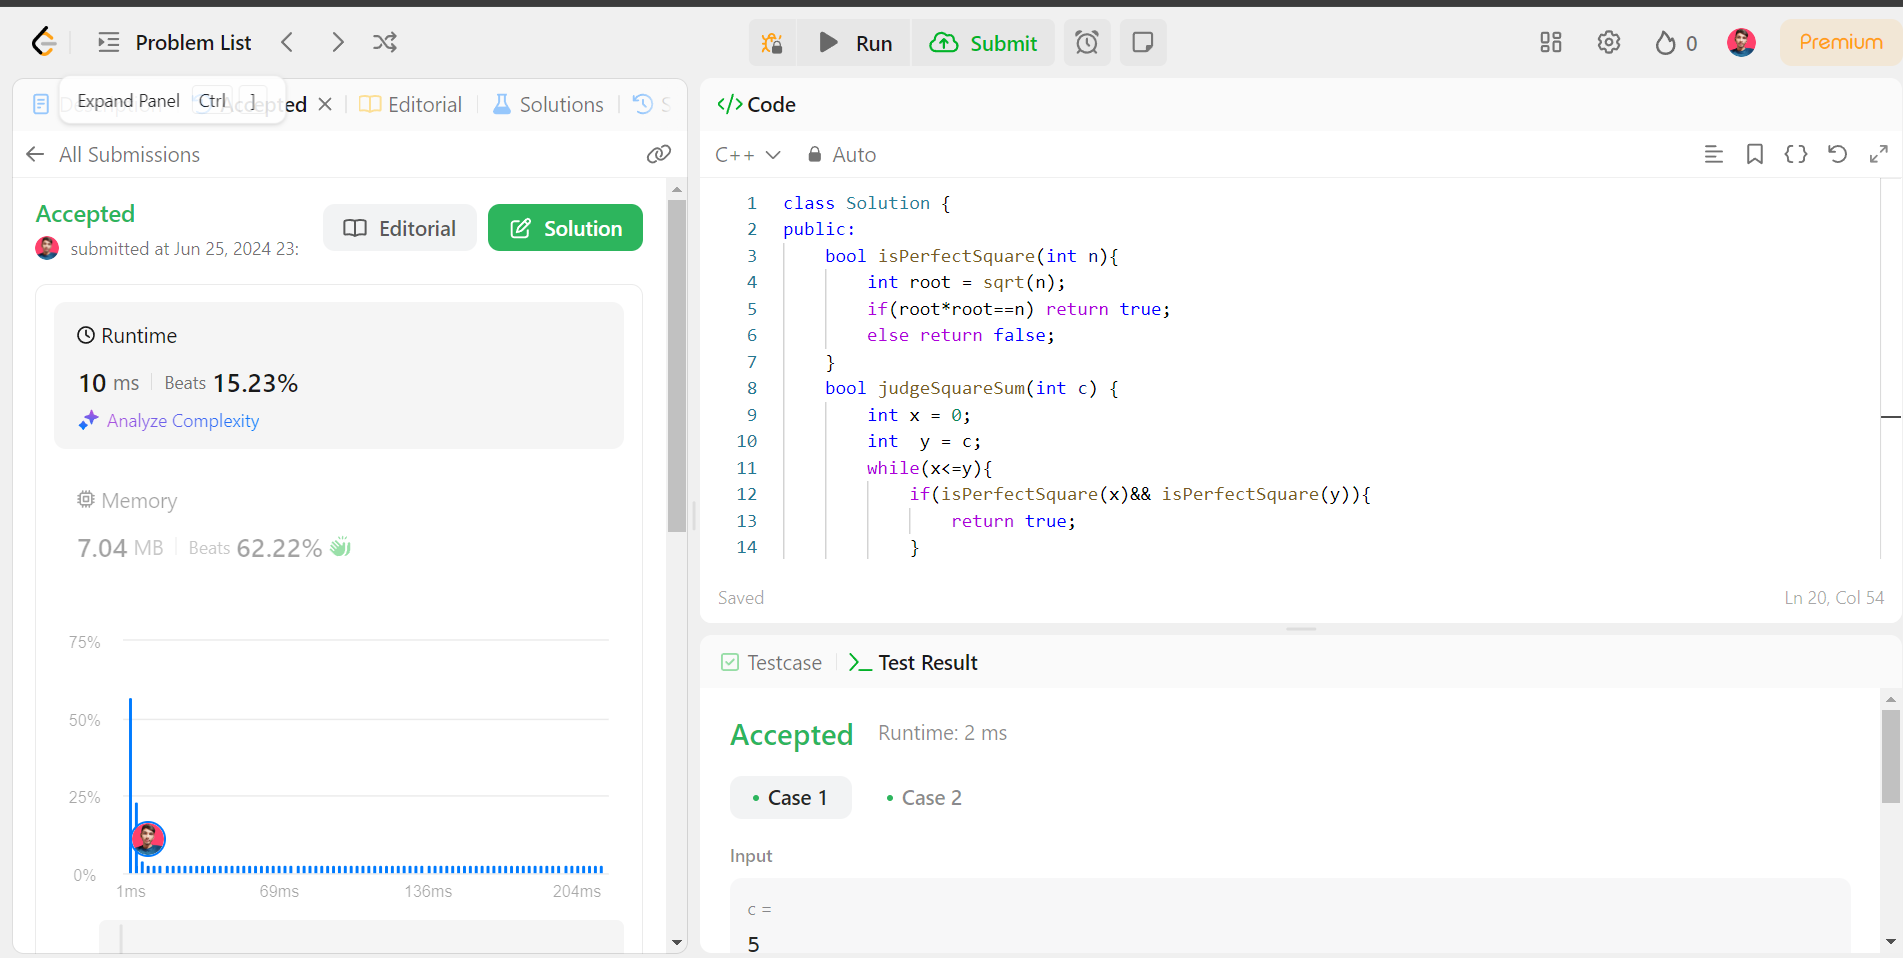 Problem List
Run
Submit
0
Premium
Expand Panel Ctrl ]
Accepted
Editorial
Solutions
S
All Submissions
Accepted
submitted at Jun 25, 2024 23:
Editorial
Solution
Runtime
10 ms Beats 15.23%
Analyze Complexity
Memory
7.04 MB Beats 62.22%
75%
50%
25%
0%
1ms 69ms 136ms 204ms
</> Code
C++ Auto
1 class Solution {
2 public:
3 bool isPerfectSquare(int n){
4 int root = sqrt(n);
5 if(root*root==n) return true;
6 else return false;
7 }
8 bool judgeSquareSum(int c) {
9 int x = 0;
10 int  y = c;
11 while(x<=y){
12 if(isPerfectSquare(x)&& isPerfectSquare(y)){
13 return true;
14 }
Saved
Ln 20, Col 54
Testcase
>_ Test Result
Accepted Runtime: 2 ms
• Case 1
• Case 2
Input
c =
5